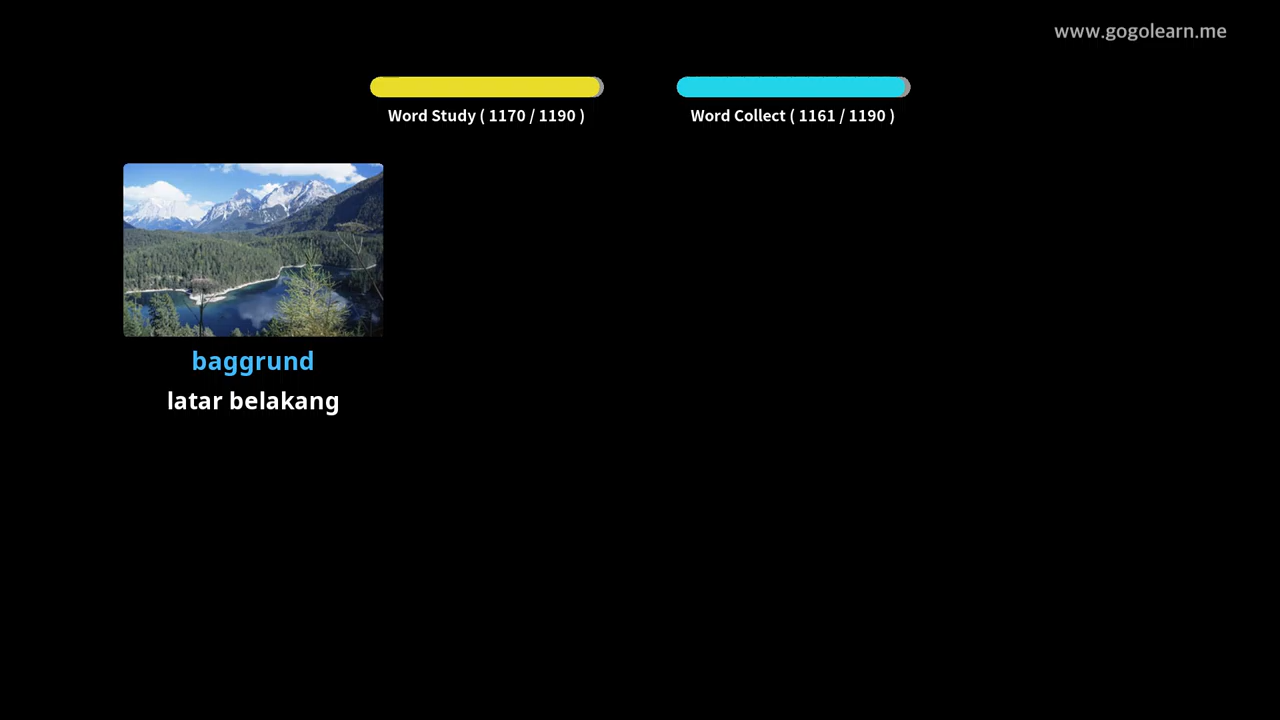 www.gogolearn.me
Word Study ( 1170 / 1190 )
Word Collect ( 1161 / 1190 )
baggrund
latar belakang